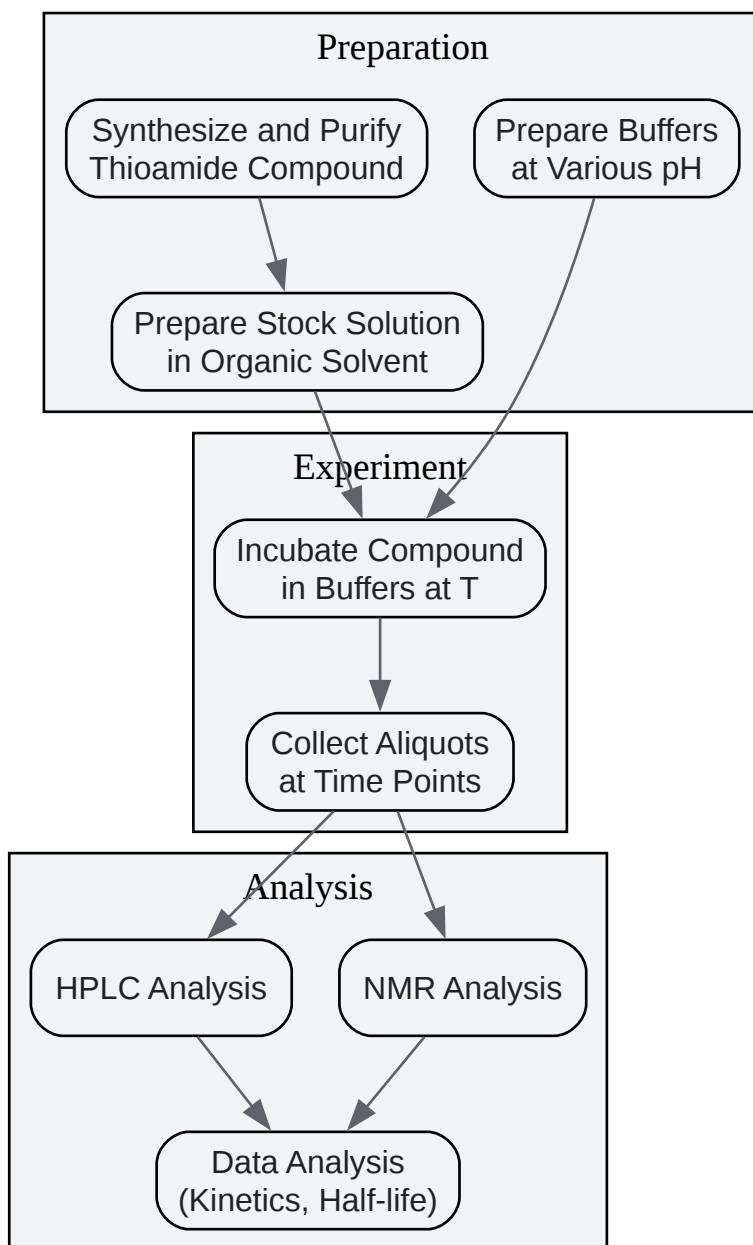 Preparation
Synthesize and Purify
Thioamide Compound
Prepare Buffers
at Various pH
Prepare Stock Solution
in Organic Solvent
Experiment
Incubate Compound
in Buffers at T
Collect Aliquots
at Time Points
Analysis
HPLC Analysis
NMR Analysis
Data Analysis
(Kinetics, Half-life)